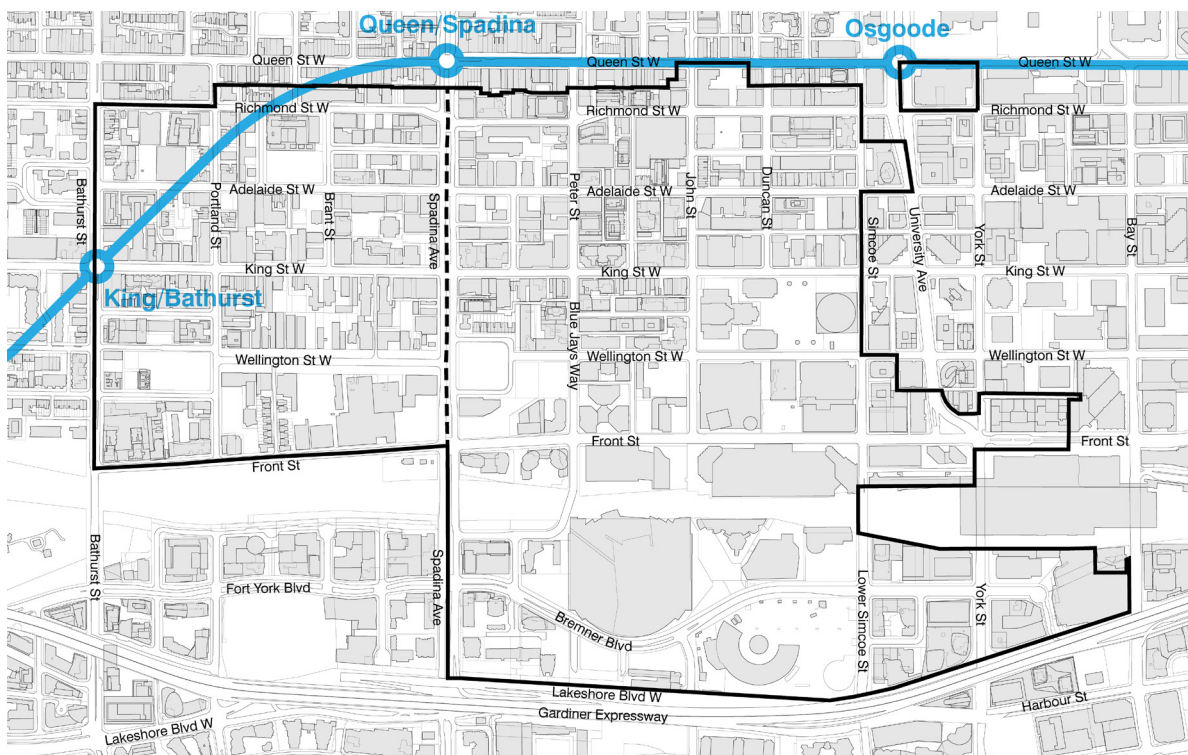 Queen/Spadina
Osgoode
Queen St W
Queen St W
Queen St W
Richmond St W
Richmond St W
Richmond St W
Bathurst St
Portland St
Adelaide St W
Brant St
Spadina Ave
Peter St
Adelaide St W
John St
Duncan St
Simcoe St
University Ave
Adelaide St W
York St
Bay St
King/Bathurst
King St W
King St W
King St W
Wellington St W
Blue Jays Way
Wellington St W
Wellington St W
Front St
Front St
Front St
Bathurst St
Fort York Blvd
Spadina Ave
Bremner Blvd
Lower Simcoe St
York St
Lakeshore Blvd W
Lakeshore Blvd W
Gardiner Expressway
Harbour St